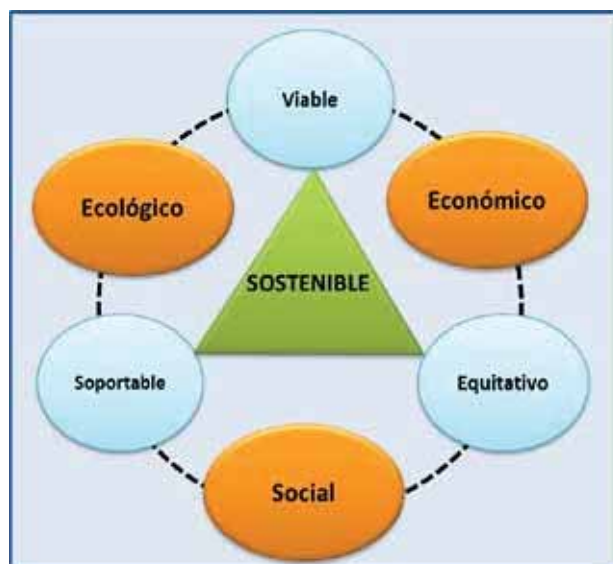 Viable
Ecológico
Económico
SOSTENIBLE
Soportable
Equitativo
Social